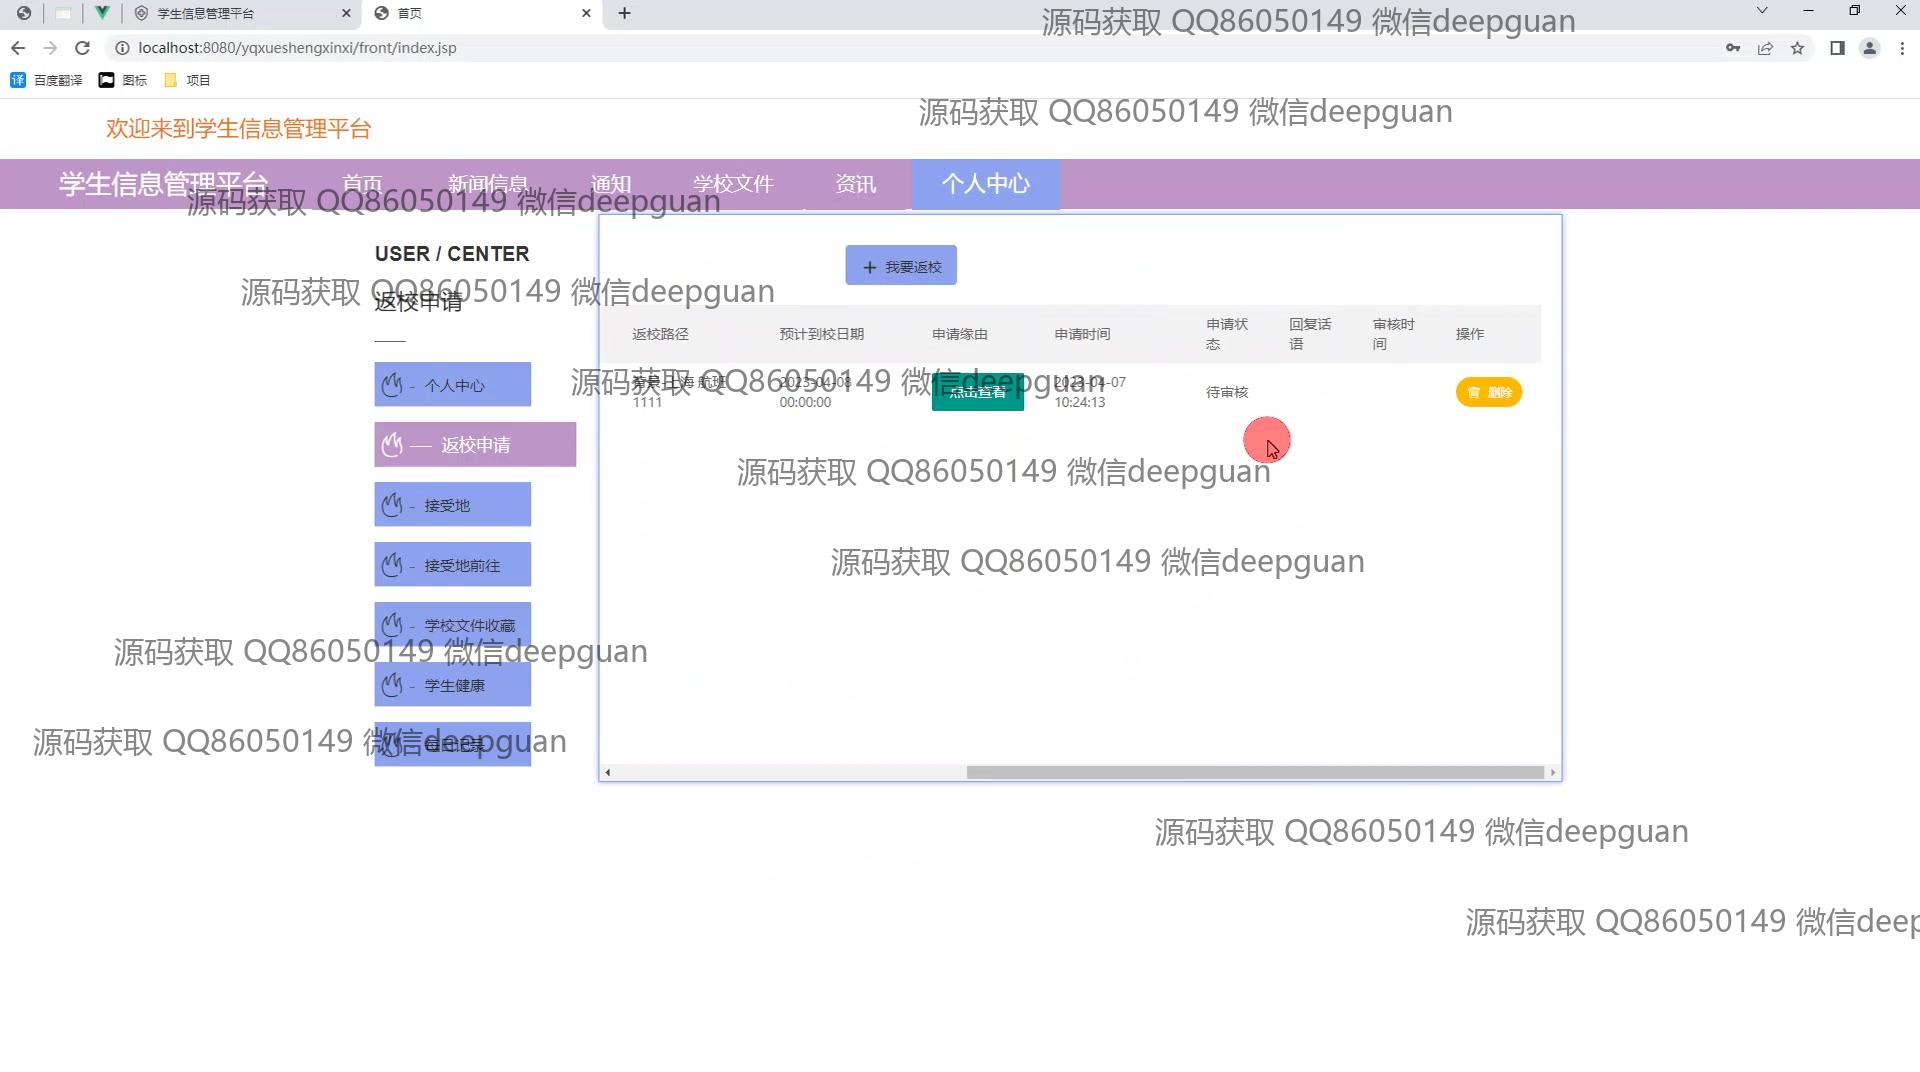 学生信息管理平台
首页
源码获取 QQ86050149 微信deepguan
localhost:8080/yqxueshengxinxi/front/index.jsp
百度翻译
图标
项目
源码获取 QQ86050149 微信deepguan
欢迎来到学生信息管理平台
学生信息管理平台
首页
新闻信息
通知
学校文件
资讯
个人中心
源码获取 QQ86050149 微信deepguan
USER / CENTER
我要返校
源码获取 QQ86050149 微信deepguan
返校申请
返校路径
预计到校日期
申请缘由
申请时间
申请状态
回复话语
审核时间
操作
源码获取 QQ86050149 微信deepguan
上海 航班
1111
2023-04-08
00:00:00
点击查看
2023-04-07
10:24:13
待审核
删除
- 个人中心
— 返校申请
源码获取 QQ86050149 微信deepguan
- 接受地
源码获取 QQ86050149 微信deepguan
- 接受地前往
- 学校文件收藏
源码获取 QQ86050149 微信deepguan
- 学生健康
源码获取 QQ86050149 微信deepguan
每日记录
源码获取 QQ86050149 微信deepguan
源码获取 QQ86050149 微信deep